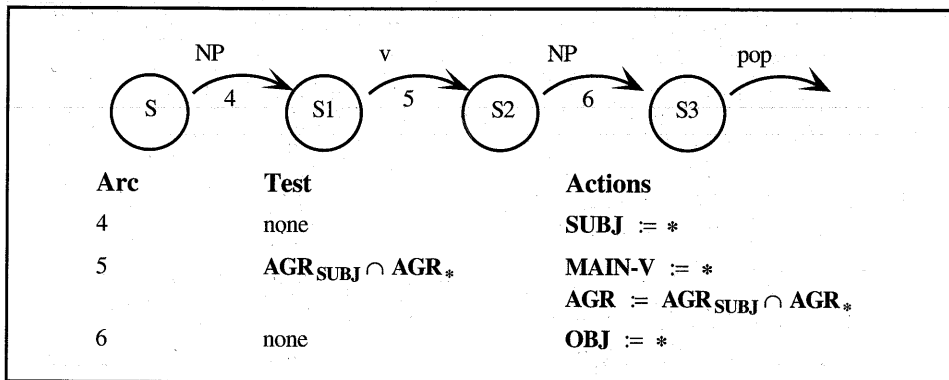 NP v NP pop
S 4 S1 5 S2 6 S3
Arc Test Actions
4 none SUBJ := *
5 AGR_SUBJ ∩ AGR_* MAIN-V := *
AGR := AGR_SUBJ ∩ AGR_*
6 none OBJ := *